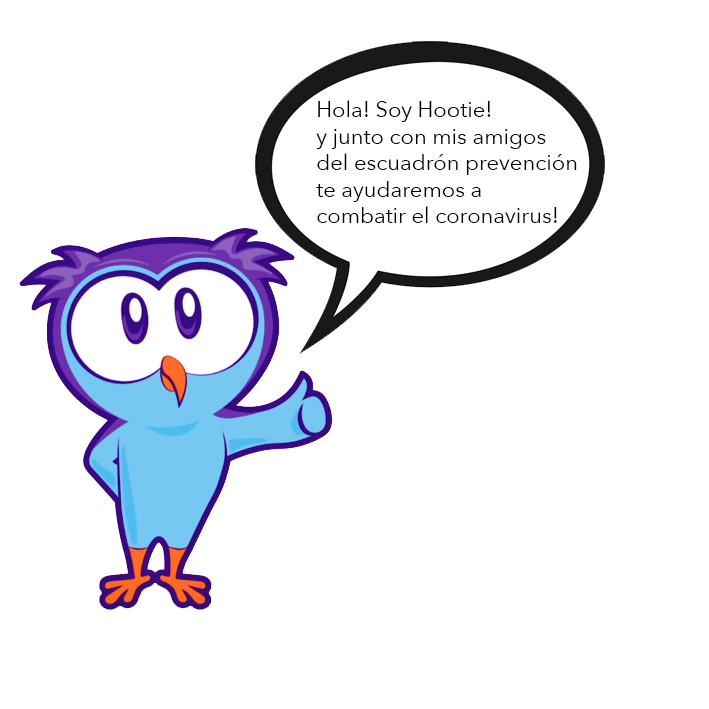 Hola! Soy Hootie!
y junto con mis amigos
del escuadrón prevención
te ayudaremos a
combatir el coronavirus!